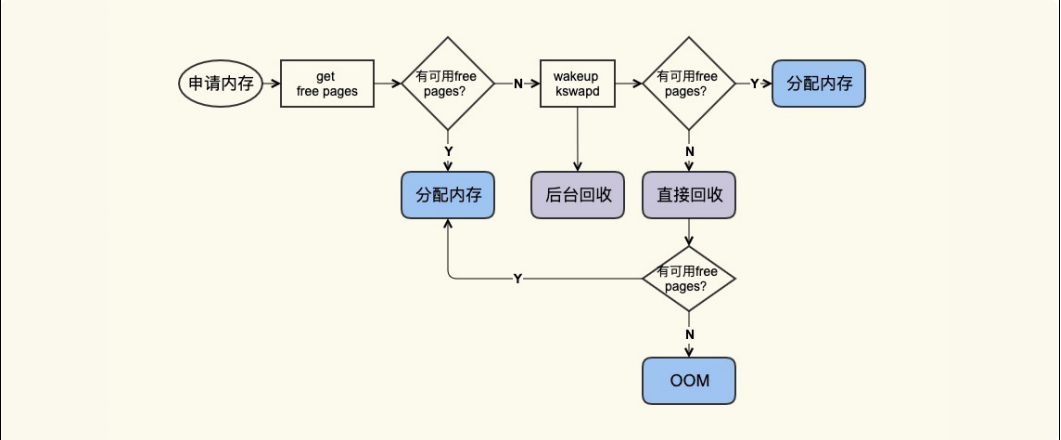 申请内存
get
free pages
有可用free
pages?
N
wakeup
kswapd
有可用free
pages?
Y
分配内存
Y
N
分配内存
后台回收
直接回收
Y
有可用free
pages?
N
OOM